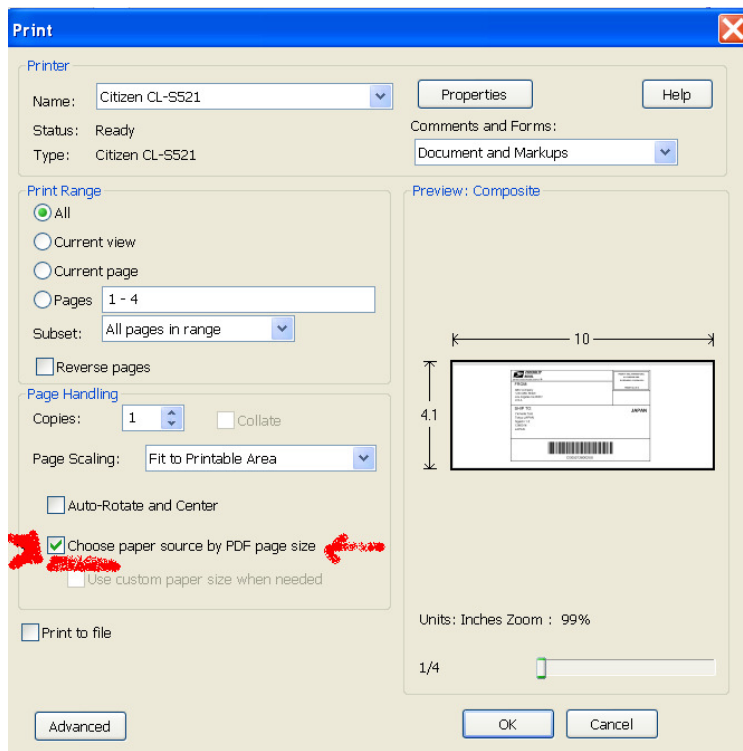 Print
Printer
Name: Citizen CL-S521
Properties
Help
Status: Ready
Comments and Forms:
Type: Citizen CL-S521
Document and Markups
Print Range
All
Current view
Current page
Pages 1 - 4
Subset: All pages in range
Reverse pages
Page Handling
Copies: 1
Collate
Page Scaling: Fit to Printable Area
Auto-Rotate and Center
Choose paper source by PDF page size
Use custom paper size when needed
Print to file
Advanced
Preview: Composite
10
4.1
FROM:
SHIP TO:
JAPAN
Units: Inches Zoom : 99%
1/4
OK
Cancel